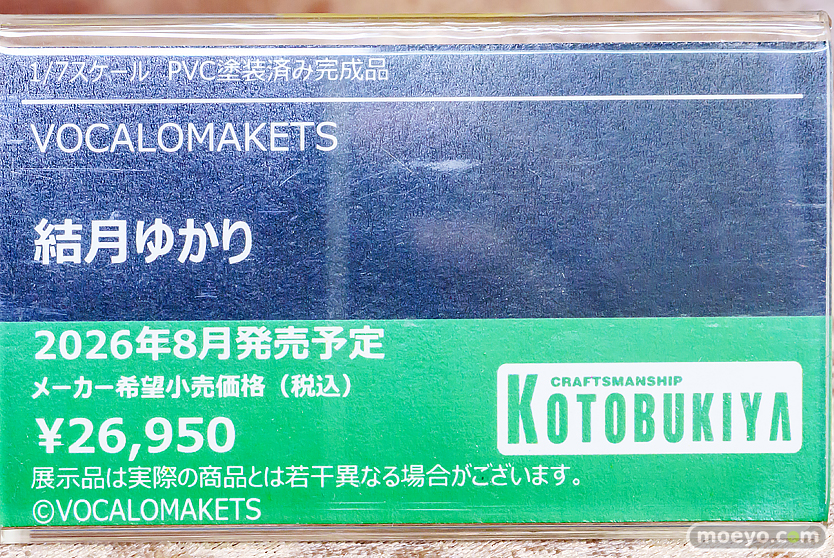 1/7スケール PVC塗装済み完成品
VOCALOMAKETS
結月ゆかり
2026年8月発売予定
メーカー希望小売価格（税込）
¥26,950
CRAFTSMANSHIP
KOTOBUKIYA
展示品は実際の商品とは若干異なる場合がございます。
©VOCALOMAKETS
moeyo.com